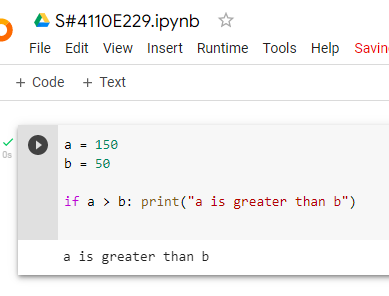 S#4110E229.ipynb
File Edit View Insert Runtime Tools Help Savin
+ Code + Text
0s
a = 150
b = 50
if a > b: print("a is greater than b")
a is greater than b